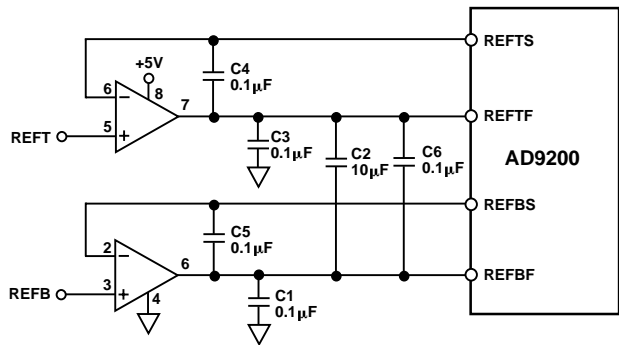 REFTS
+5V
C4
0.1µF
6
8
7
REFT
5
REFTF
C3
0.1µF
C2
10µF
C6
0.1µF
AD9200
REFBS
C5
0.1µF
2
6
REFB
3
4
REFBF
C1
0.1µF